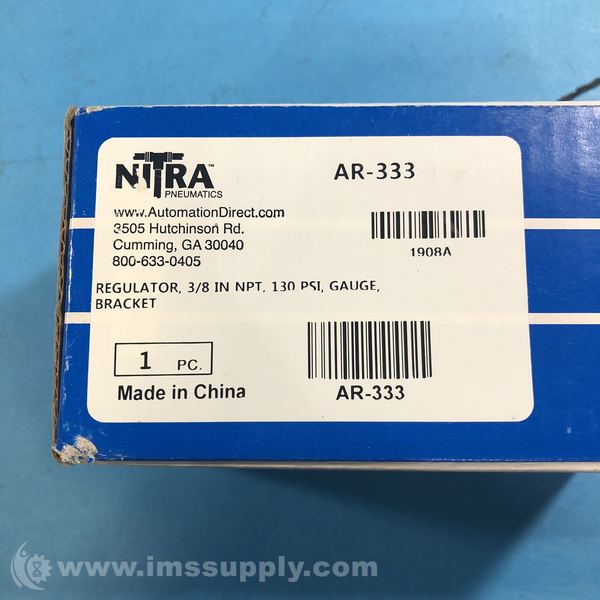 NITRA™
PNEUMATICS
AR-333
www.AutomationDirect.com
3505 Hutchinson Rd.
Cumming, GA 30040
800-633-0405
1908A
REGULATOR, 3/8 IN NPT, 130 PSI, GAUGE,
BRACKET
1 PC.
Made in China
AR-333
www.imssupply.com